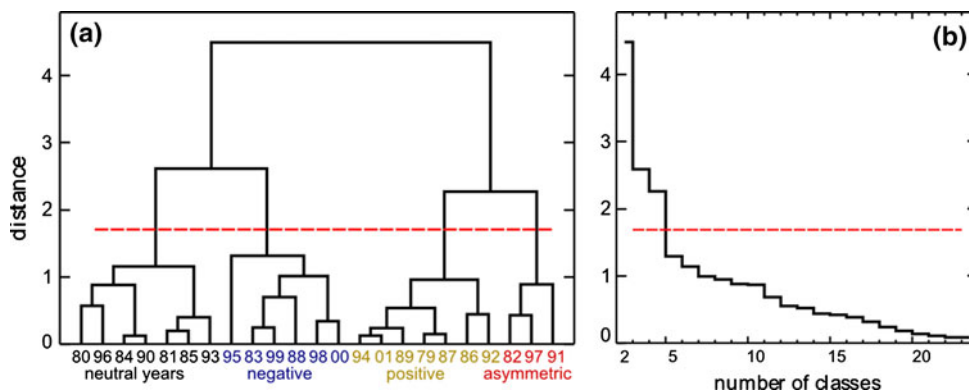 (a)
(b)
distance
4
3
2
1
0
80 96 84 90 81 85 93 95 83 99 88 98 00 94 01 89 79 87 86 92 82 97 91
neutral years negative positive asymmetric
4
3
2
1
0
2 5 10 15 20
number of classes